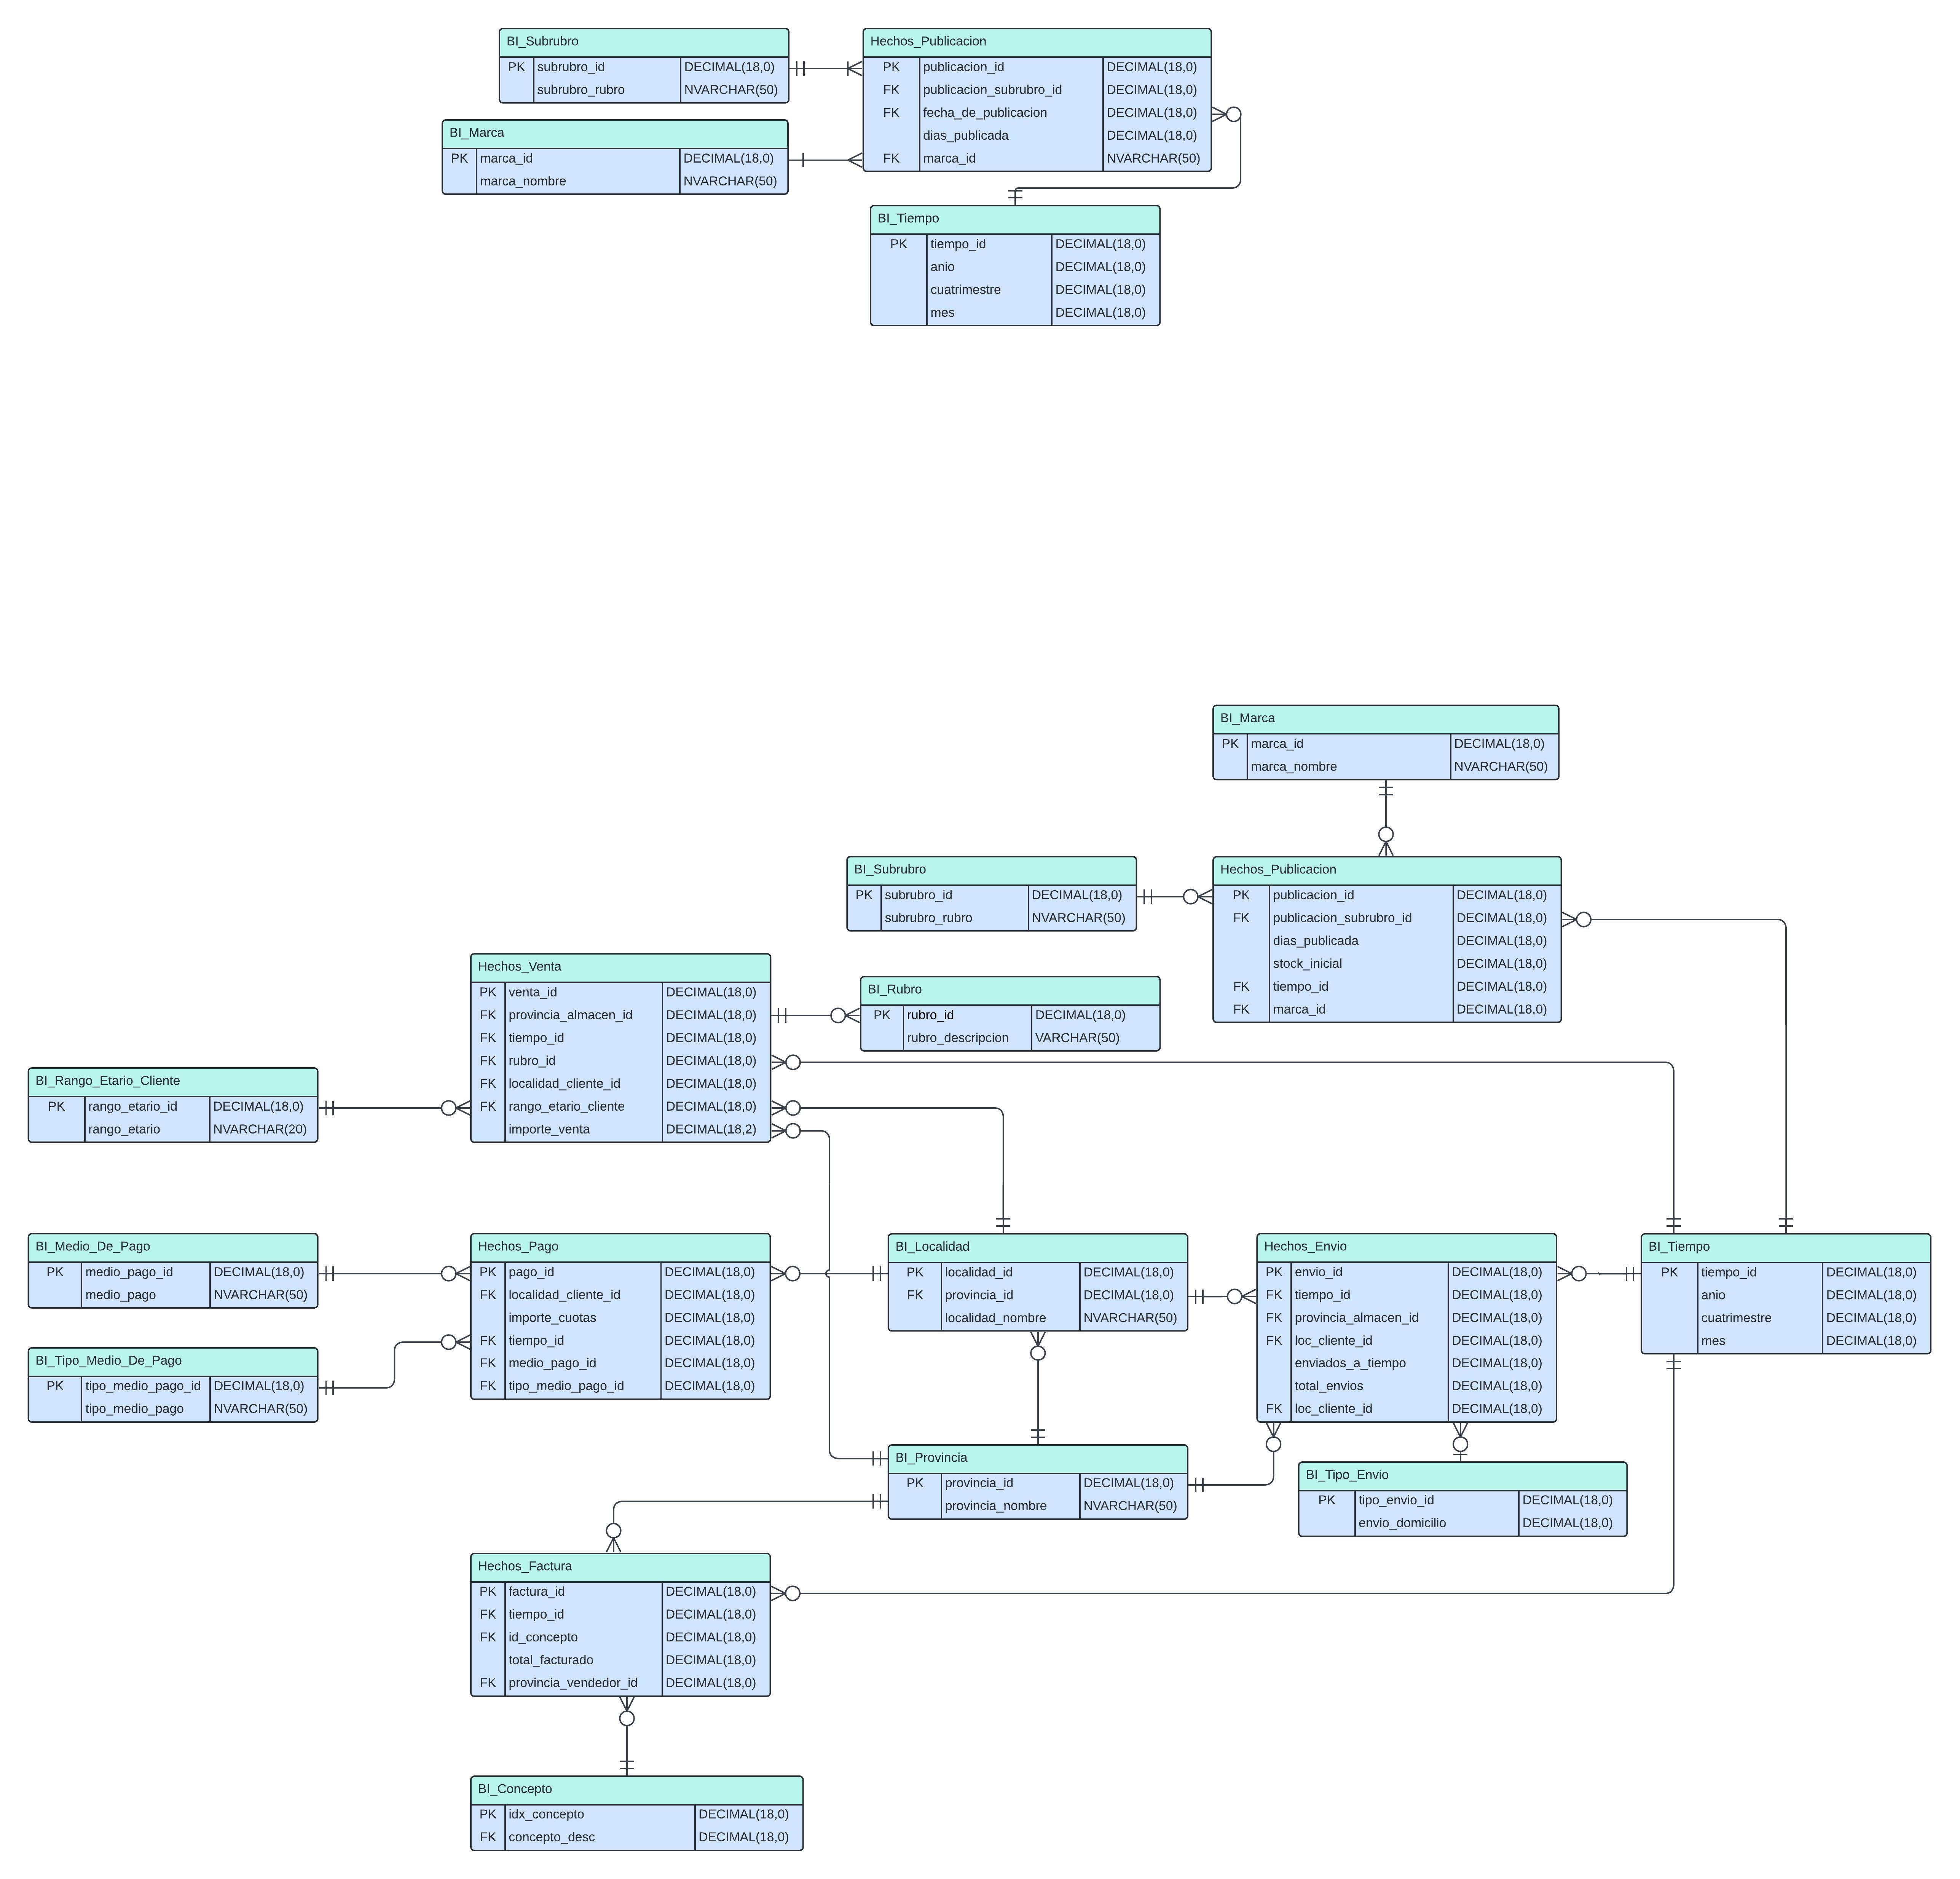 BI_Subrubro
PK subrubro_id DECIMAL(18,0)
subrubro_rubro NVARCHAR(50)
Hechos_Publicacion
PK publicacion_id DECIMAL(18,0)
FK publicacion_subrubro_id DECIMAL(18,0)
FK fecha_de_publicacion DECIMAL(18,0)
dias_publicada DECIMAL(18,0)
FK marca_id NVARCHAR(50)
BI_Marca
PK marca_id DECIMAL(18,0)
marca_nombre NVARCHAR(50)
BI_Tiempo
PK tiempo_id DECIMAL(18,0)
anio DECIMAL(18,0)
cuatrimestre DECIMAL(18,0)
mes DECIMAL(18,0)
BI_Marca
PK marca_id DECIMAL(18,0)
marca_nombre NVARCHAR(50)
BI_Subrubro
PK subrubro_id DECIMAL(18,0)
subrubro_rubro NVARCHAR(50)
Hechos_Publicacion
PK publicacion_id DECIMAL(18,0)
FK publicacion_subrubro_id DECIMAL(18,0)
dias_publicada DECIMAL(18,0)
stock_inicial DECIMAL(18,0)
FK tiempo_id DECIMAL(18,0)
FK marca_id DECIMAL(18,0)
Hechos_Venta
PK venta_id DECIMAL(18,0)
FK provincia_almacen_id DECIMAL(18,0)
FK tiempo_id DECIMAL(18,0)
FK rubro_id DECIMAL(18,0)
FK localidad_cliente_id DECIMAL(18,0)
FK rango_etario_cliente DECIMAL(18,0)
importe_venta DECIMAL(18,2)
BI_Rubro
PK rubro_id DECIMAL(18,0)
rubro_descripcion VARCHAR(50)
BI_Rango_Etario_Cliente
PK rango_etario_id DECIMAL(18,0)
rango_etario NVARCHAR(20)
BI_Medio_De_Pago
PK medio_pago_id DECIMAL(18,0)
medio_pago NVARCHAR(50)
Hechos_Pago
PK pago_id DECIMAL(18,0)
FK localidad_cliente_id DECIMAL(18,0)
importe_cuotas DECIMAL(18,0)
FK tiempo_id DECIMAL(18,0)
FK medio_pago_id DECIMAL(18,0)
FK tipo_medio_pago_id DECIMAL(18,0)
BI_Localidad
PK localidad_id DECIMAL(18,0)
FK provincia_id DECIMAL(18,0)
localidad_nombre NVARCHAR(50)
Hechos_Envio
PK envio_id DECIMAL(18,0)
FK tiempo_id DECIMAL(18,0)
FK provincia_almacen_id DECIMAL(18,0)
FK loc_cliente_id DECIMAL(18,0)
enviados_a_tiempo DECIMAL(18,0)
total_envios DECIMAL(18,0)
FK loc_cliente_id DECIMAL(18,0)
BI_Tiempo
PK tiempo_id DECIMAL(18,0)
anio DECIMAL(18,0)
cuatrimestre DECIMAL(18,0)
mes DECIMAL(18,0)
BI_Tipo_Medio_De_Pago
PK tipo_medio_pago_id DECIMAL(18,0)
tipo_medio_pago NVARCHAR(50)
BI_Provincia
PK provincia_id DECIMAL(18,0)
provincia_nombre NVARCHAR(50)
BI_Tipo_Envio
PK tipo_envio_id DECIMAL(18,0)
envio_domicilio DECIMAL(18,0)
Hechos_Factura
PK factura_id DECIMAL(18,0)
FK tiempo_id DECIMAL(18,0)
FK id_concepto DECIMAL(18,0)
total_facturado DECIMAL(18,0)
FK provincia_vendedor_id DECIMAL(18,0)
BI_Concepto
PK idx_concepto DECIMAL(18,0)
FK concepto_desc DECIMAL(18,0)